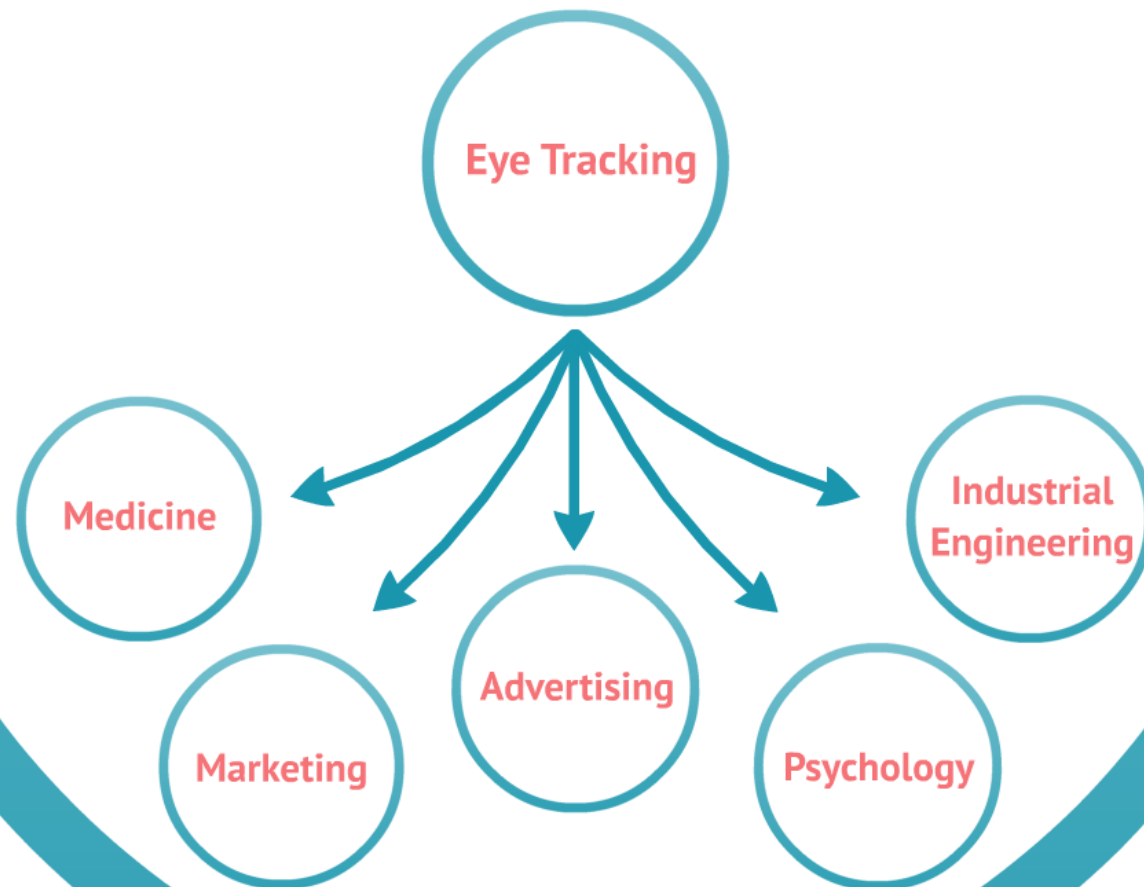 Eye Tracking
Medicine
Industrial
Engineering
Advertising
Marketing
Psychology